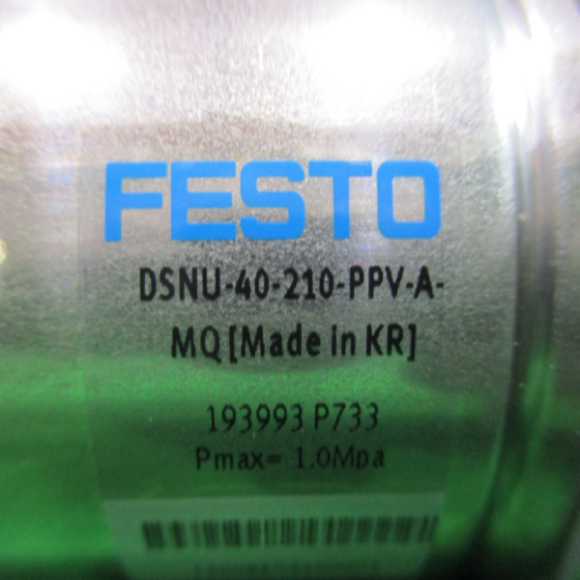 FESTO
DSNU-40-210-PPV-A-
MQ[Made in KR]
193993 P733
Pmax= 1.0Mpa